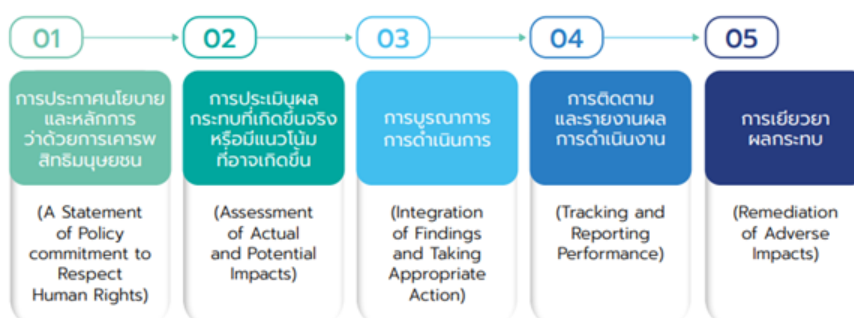 01
02
03
04
05
การประกาศนโยบาย
และหลักการ
ว่าด้วยการเคารพ
สิทธิมนุษยชน
(A Statement
of Policy
commitment to
Respect
Human Rights)
การประเมินผล
กระทบที่เกิดขึ้นจริง
หรือมีแนวโน้ม
ที่อาจเกิดขึ้น
(Assessment
of Actual
and Potential
Impacts)
การบูรณาการ
การดำเนินการ
(Integration
of Findings
and Taking
Appropriate
Action)
การติดตาม
และรายงานผล
การดำเนินงาน
(Tracking and
Reporting
Performance)
การเยียวยา
ผลกระทบ
(Remediation
of Adverse
Impacts)